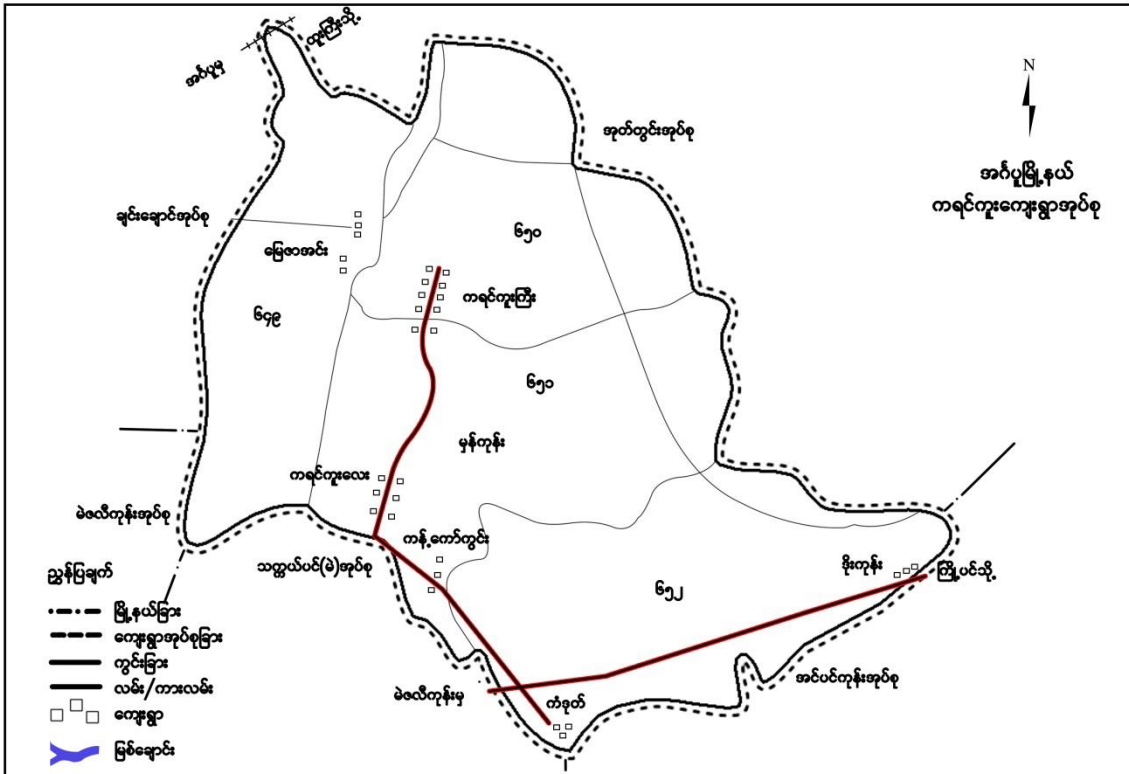 ထူးကြီးသို့
အင်္ဂပူမှ
N
အုတ်တွင်းအုပ်စု
အင်္ဂပူမြို့နယ်
ကရင်ကူးကျေးရွာအုပ်စု
ချင်းချောင်အုပ်စု
၆၅၀
မြေဇာအင်း
ကရင်ကူးကြီး
၆၄၉
၆၅၁
မှန်ကုန်း
ကရင်ကူးလေး
မဲဇလီကုန်းအုပ်စု
ကန့်ကော်ကွင်း
သက္ကယ်ပင်(မဲ)အုပ်စု
ဒိုးကုန်း
ကြို့ပင်သို့
၆၅၂
ညွှန်ပြချက်
မြို့နယ်ခြား
ကျေးရွာအုပ်စုခြား
ကွင်းခြား
လမ်း/ကားလမ်း
ကျေးရွာ
မြစ်ချောင်း
မဲဇလီကုန်းမှ
ကံဒုတ်
အင်ပင်ကုန်းအုပ်စု